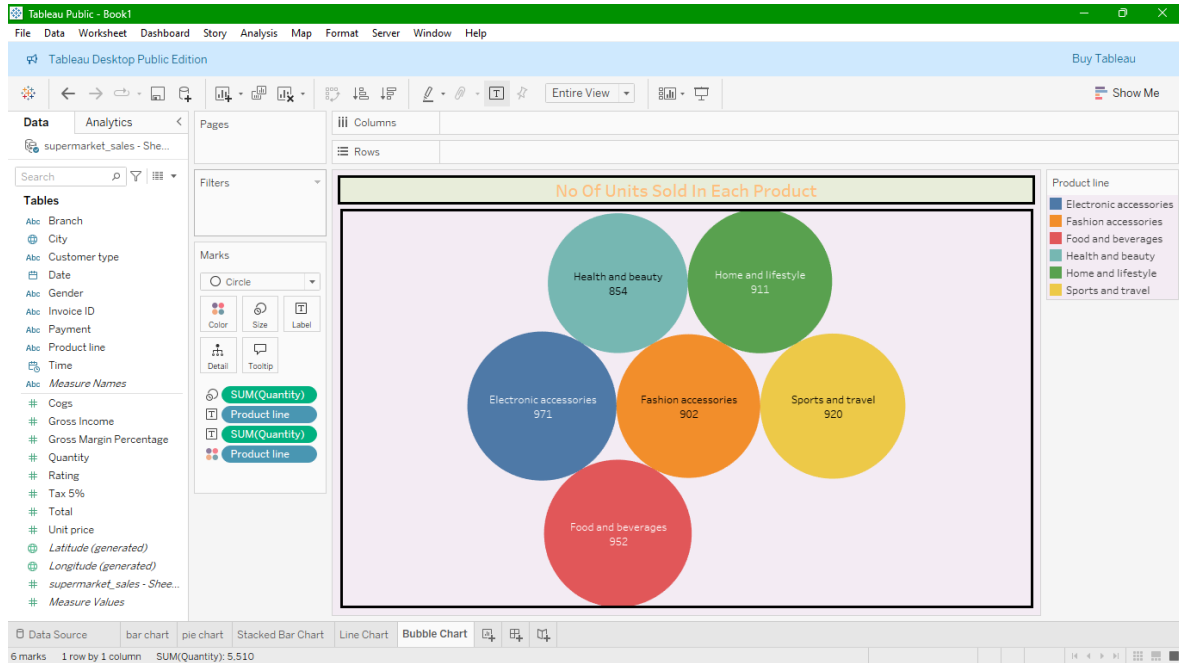 Tableau Public - Book1
File Data Worksheet Dashboard Story Analysis Map Format Server Window Help
Tableau Desktop Public Edition
Buy Tableau
Entire View
Show Me
Data Analytics
supermarket_sales - She...
Search
Tables
Abc Branch
City
Abc Customer type
Date
Abc Gender
Abc Invoice ID
Abc Payment
Abc Product line
Time
Abc Measure Names
# Cogs
# Gross Income
# Gross Margin Percentage
# Quantity
# Rating
# Tax 5%
# Total
# Unit price
Latitude (generated)
Longitude (generated)
# supermarket_sales - Shee...
# Measure Values
Pages
Filters
Marks
Circle
Color Size Label
Detail Tooltip
SUM(Quantity)
Product line
SUM(Quantity)
Product line
Columns
Rows
No Of Units Sold In Each Product
Health and beauty
854
Home and lifestyle
911
Electronic accessories
971
Fashion accessories
902
Sports and travel
920
Food and beverages
952
Product line
Electronic accessories
Fashion accessories
Food and beverages
Health and beauty
Home and lifestyle
Sports and travel
Data Source bar chart pie chart Stacked Bar Chart Line Chart Bubble Chart
6 marks 1 row by 1 column SUM(Quantity): 5,510